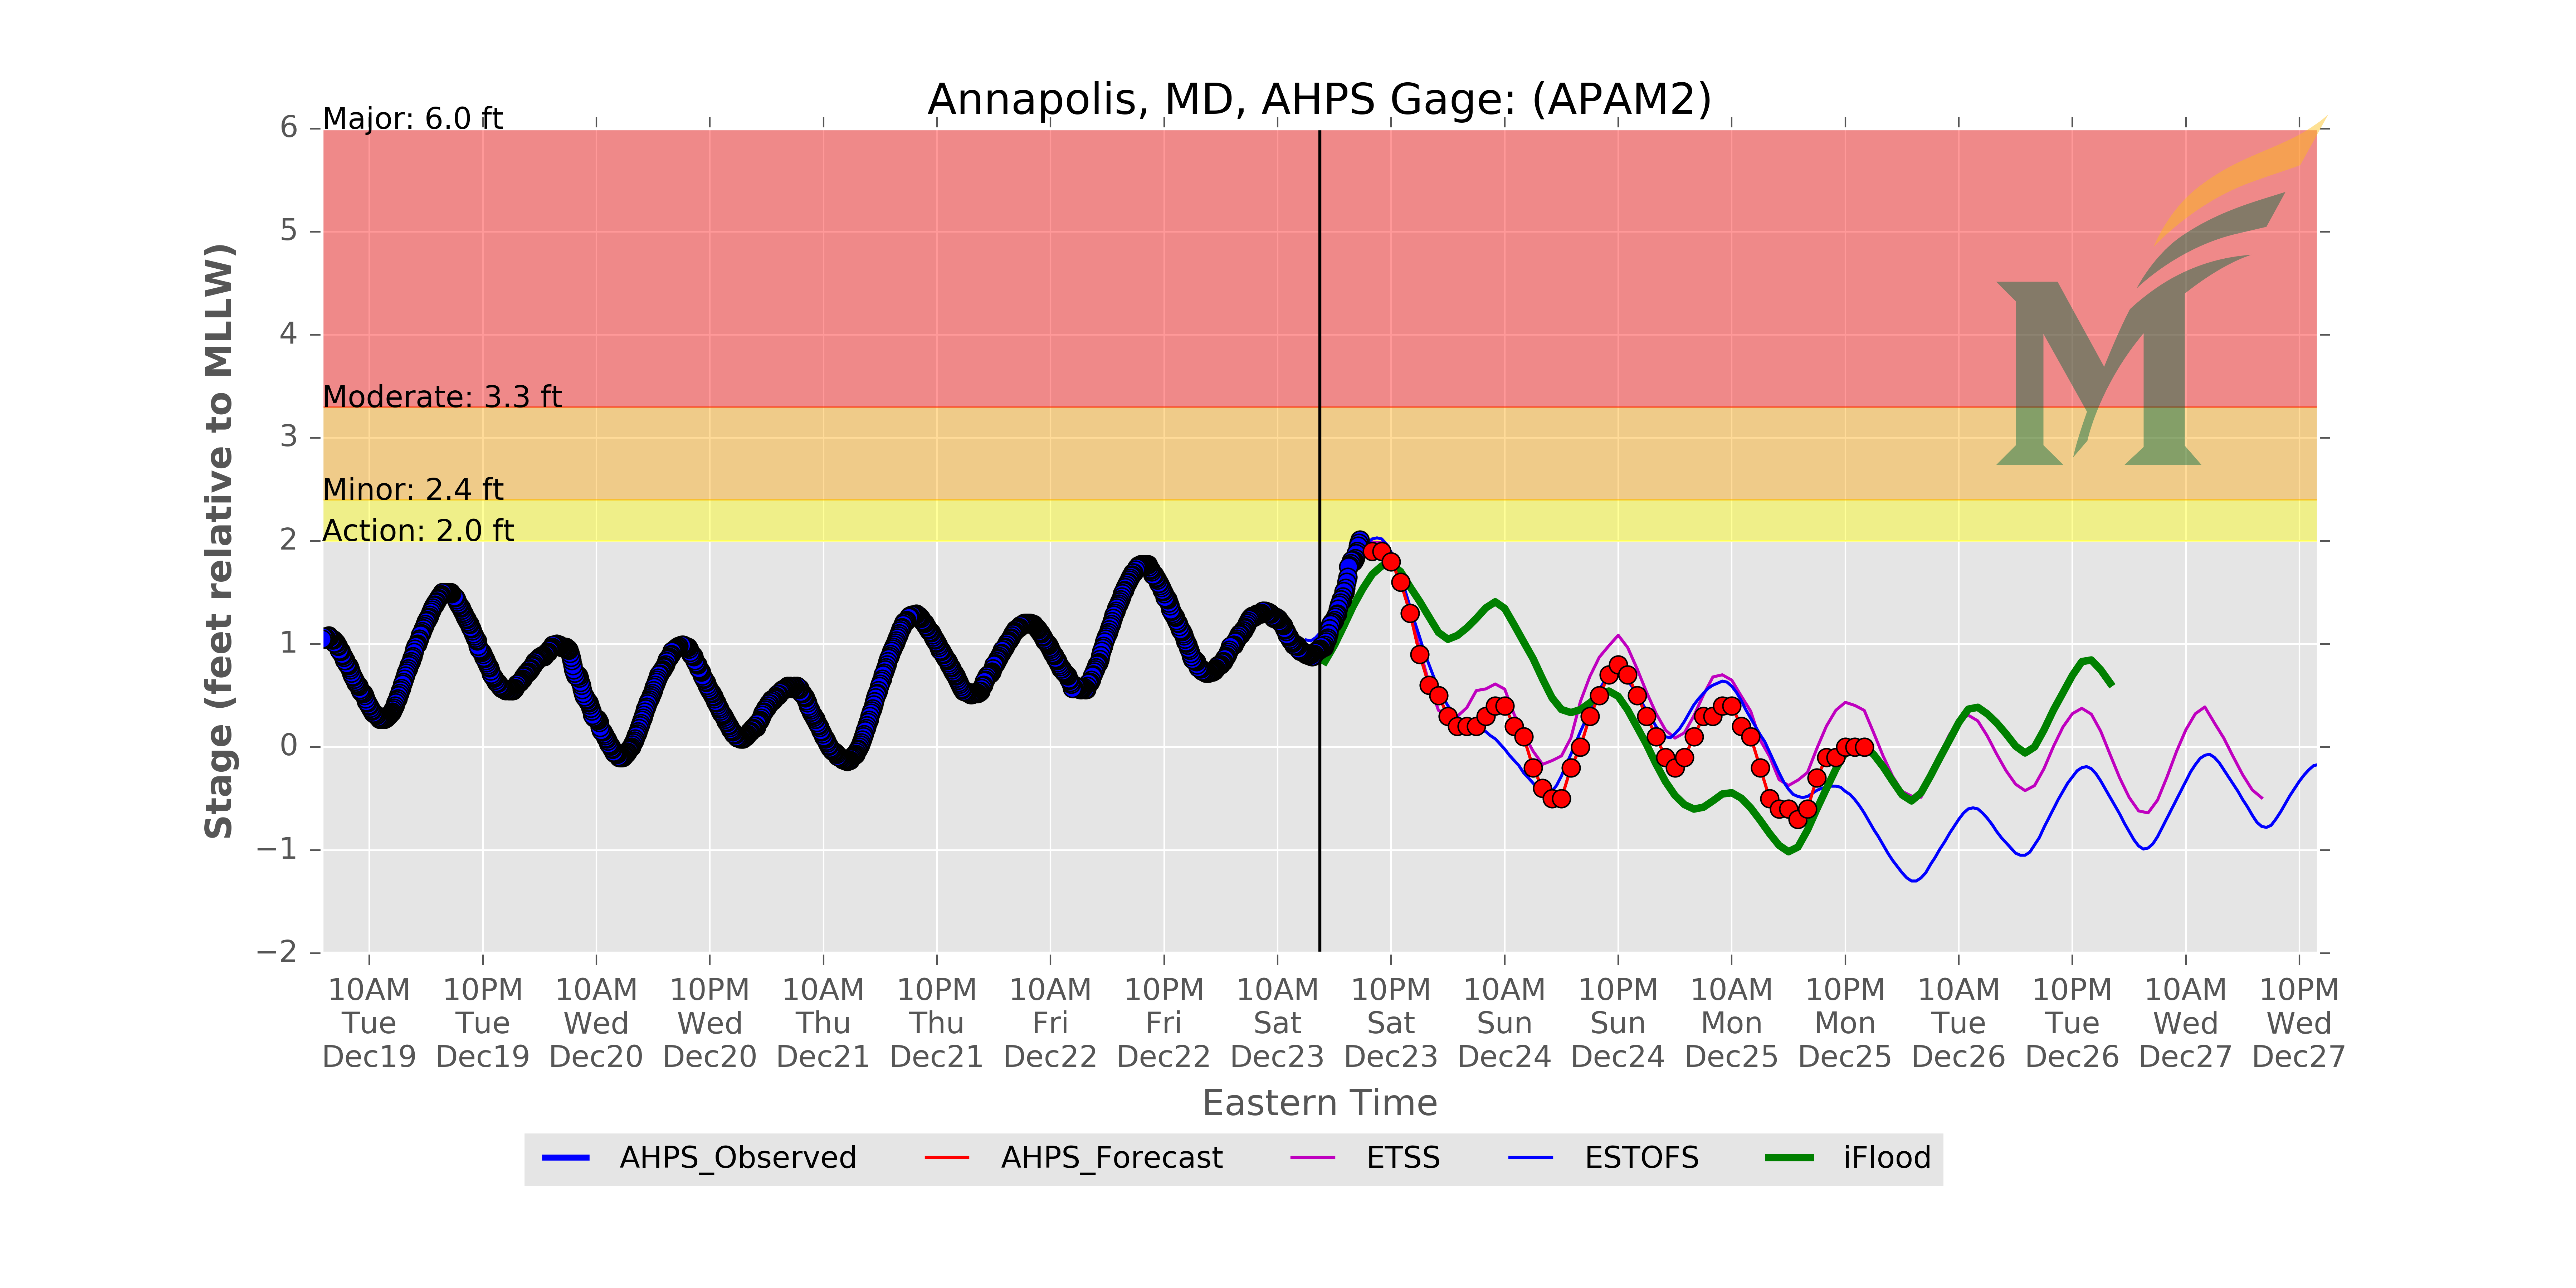 Annapolis, MD, AHPS Gage: (APAM2)
Major: 6.0 ft
Moderate: 3.3 ft
Minor: 2.4 ft
Action: 2.0 ft
6
5
4
3
2
1
0
−1
−2
Stage (feet relative to MLLW)
10AM 10PM 10AM 10PM 10AM 10PM 10AM 10PM 10AM 10PM 10AM 10PM 10AM 10PM 10AM 10PM 10AM 10PM
Tue Tue Wed Wed Thu Thu Fri Fri Sat Sat Sun Sun Mon Mon Tue Tue Wed Wed
Dec19 Dec19 Dec20 Dec20 Dec21 Dec21 Dec22 Dec22 Dec23 Dec23 Dec24 Dec24 Dec25 Dec25 Dec26 Dec26 Dec27 Dec27
Eastern Time
AHPS_Observed AHPS_Forecast ETSS ESTOFS iFlood
M